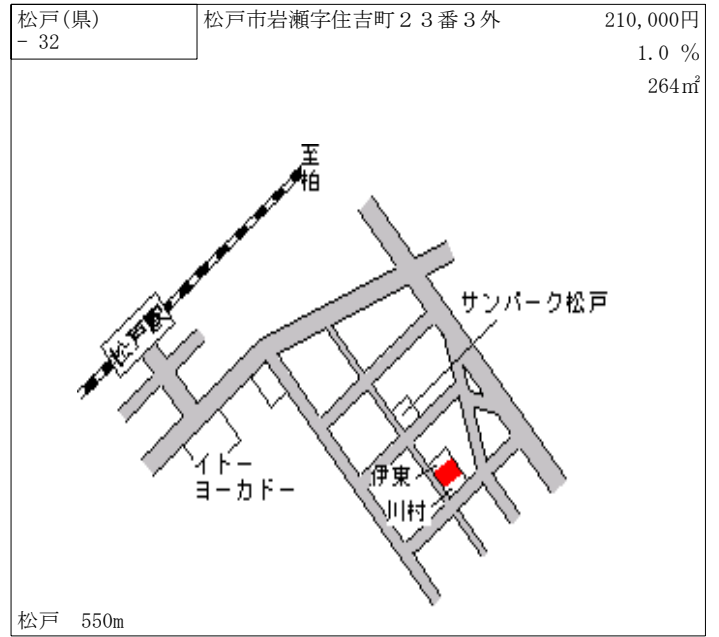 松戸(県)
- 32
松戸市岩瀬字住吉町２３番３外
210,000円
1.0 %
264㎡
至
柏
松戸駅
サンパーク松戸
イトー
ヨーカドー
伊東
川村
松戸　550m